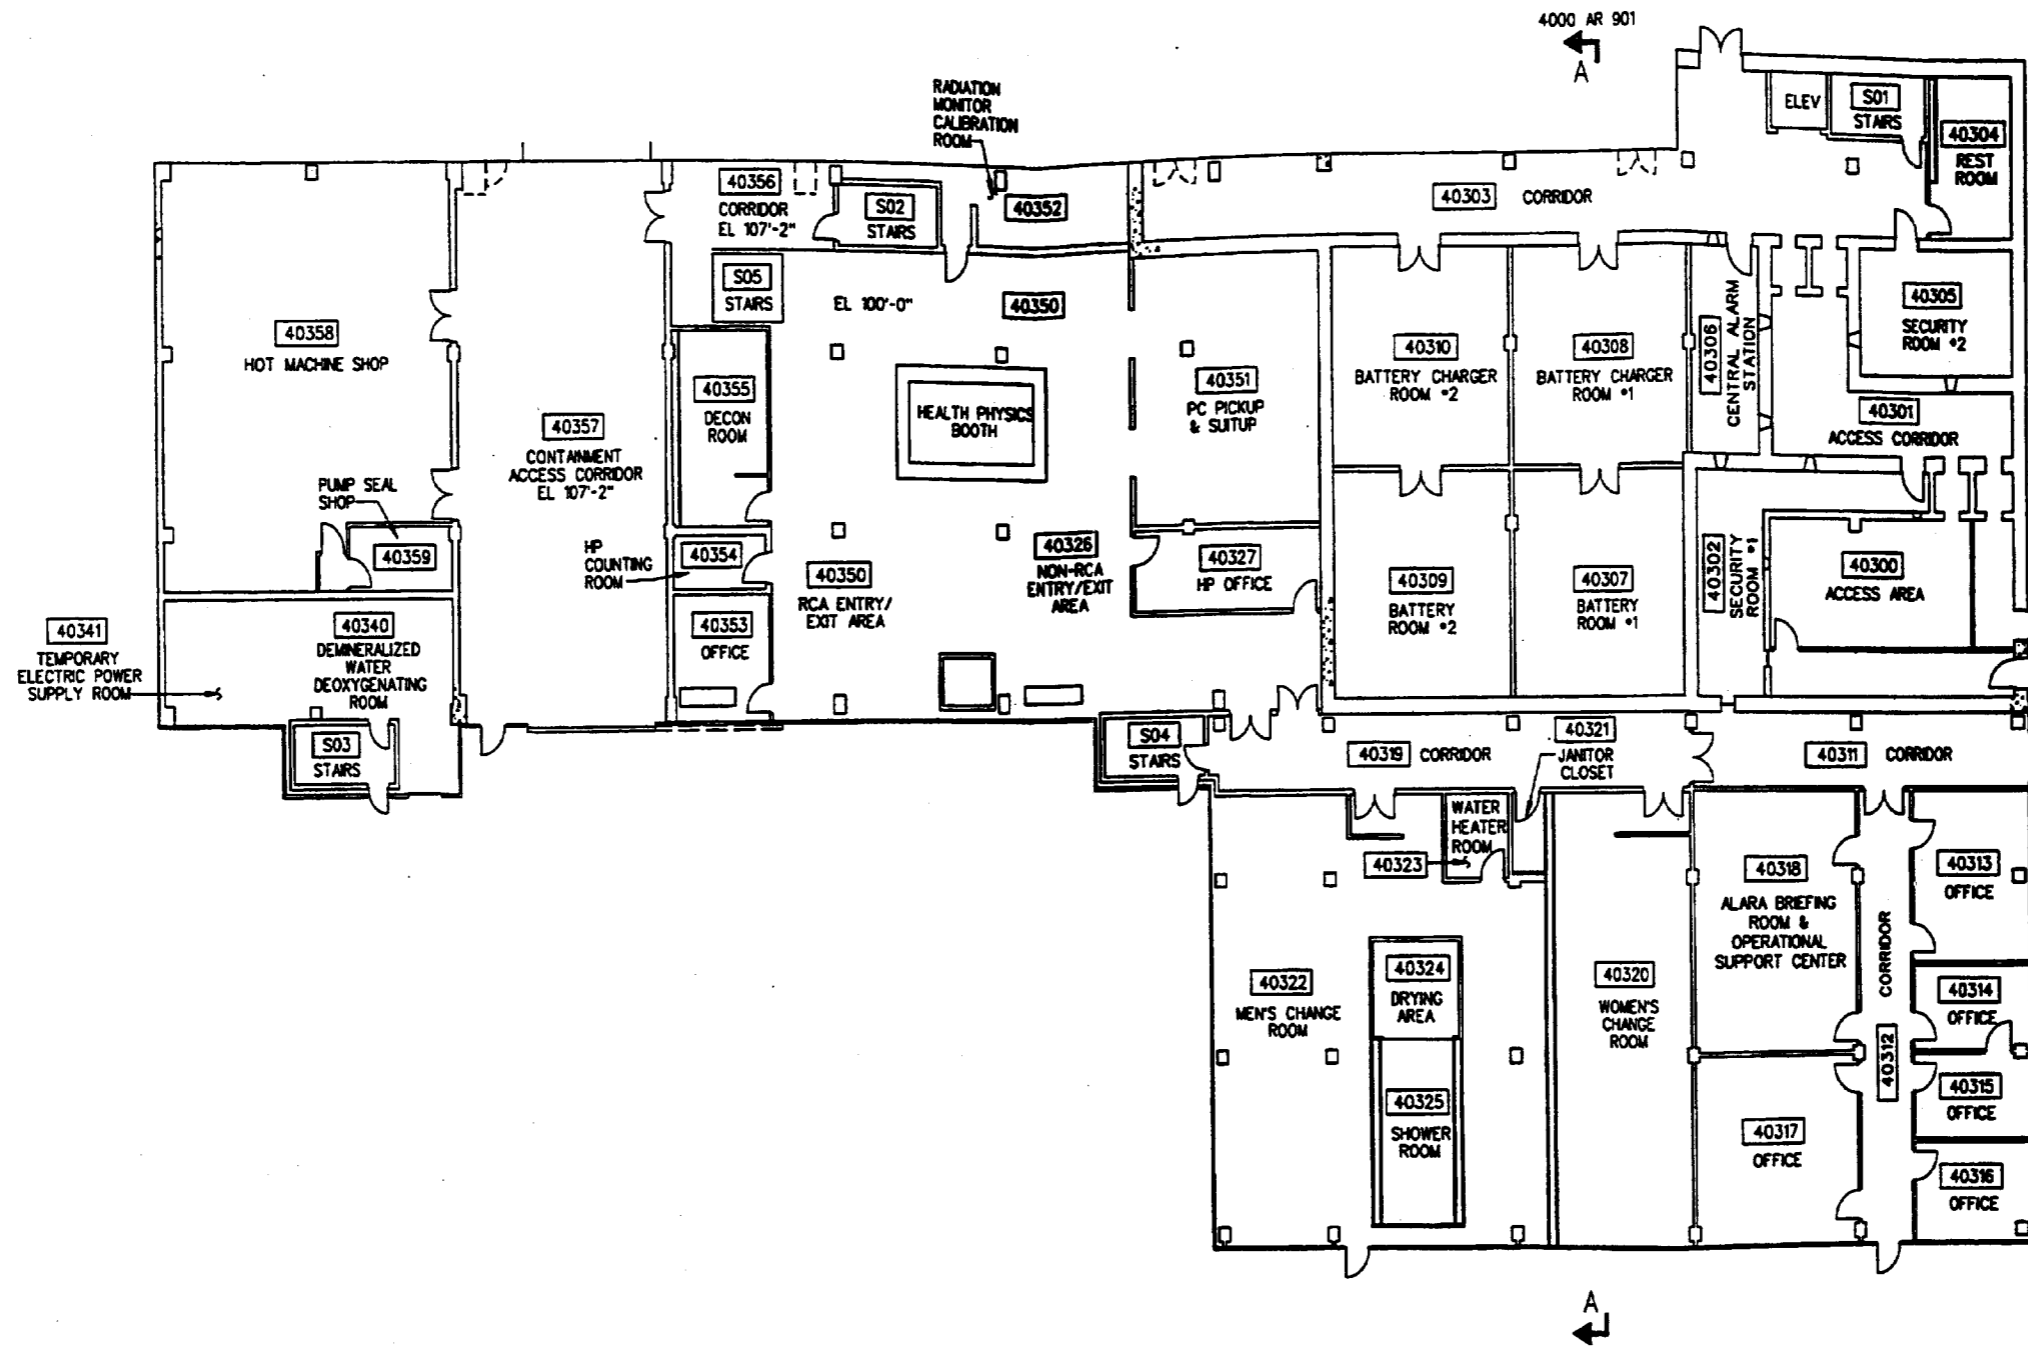 4000 AR 901
A
RADIATION
MONITOR
CALIBRATION
ROOM
40352
ELEV
S01
STAIRS
40304
REST
ROOM
40356
CORRIDOR
EL 107'-2"
S02
STAIRS
40303 CORRIDOR
S05
STAIRS
EL 100'-0"
40350
40305
SECURITY
ROOM #2
40306
CENTRAL ALARM
STATION
40358
HOT MACHINE SHOP
40310
BATTERY CHARGER
ROOM #2
40308
BATTERY CHARGER
ROOM #1
40355
DECON
ROOM
HEALTH PHYSICS
BOOTH
40351
PC PICKUP
& SUITUP
40301
ACCESS CORRIDOR
40357
CONTAINMENT
ACCESS CORRIDOR
EL 107'-2"
PUMP SEAL
SHOP
40359
HP
COUNTING
ROOM
40354
40326
NON-RCA
ENTRY/EXIT
AREA
40327
HP OFFICE
40350
RCA ENTRY/
EXIT AREA
40309
BATTERY
ROOM #2
40307
BATTERY
ROOM #1
40302
SECURITY
ROOM #1
40300
ACCESS AREA
40341
TEMPORARY
ELECTRIC POWER
SUPPLY ROOM
40340
DEMINERALIZED
WATER
DEOXYGENATING
ROOM
40353
OFFICE
S03
STAIRS
S04
STAIRS
40319 CORRIDOR
40321
JANITOR
CLOSET
40311 CORRIDOR
WATER
HEATER
ROOM
40323
40318
ALARA BRIEFING
ROOM &
OPERATIONAL
SUPPORT CENTER
40313
OFFICE
CORRIDOR
40312
40322
MEN'S CHANGE
ROOM
40324
DRYING
AREA
40320
WOMEN'S
CHANGE
ROOM
40314
OFFICE
40325
SHOWER
ROOM
40317
OFFICE
40315
OFFICE
40316
OFFICE
A